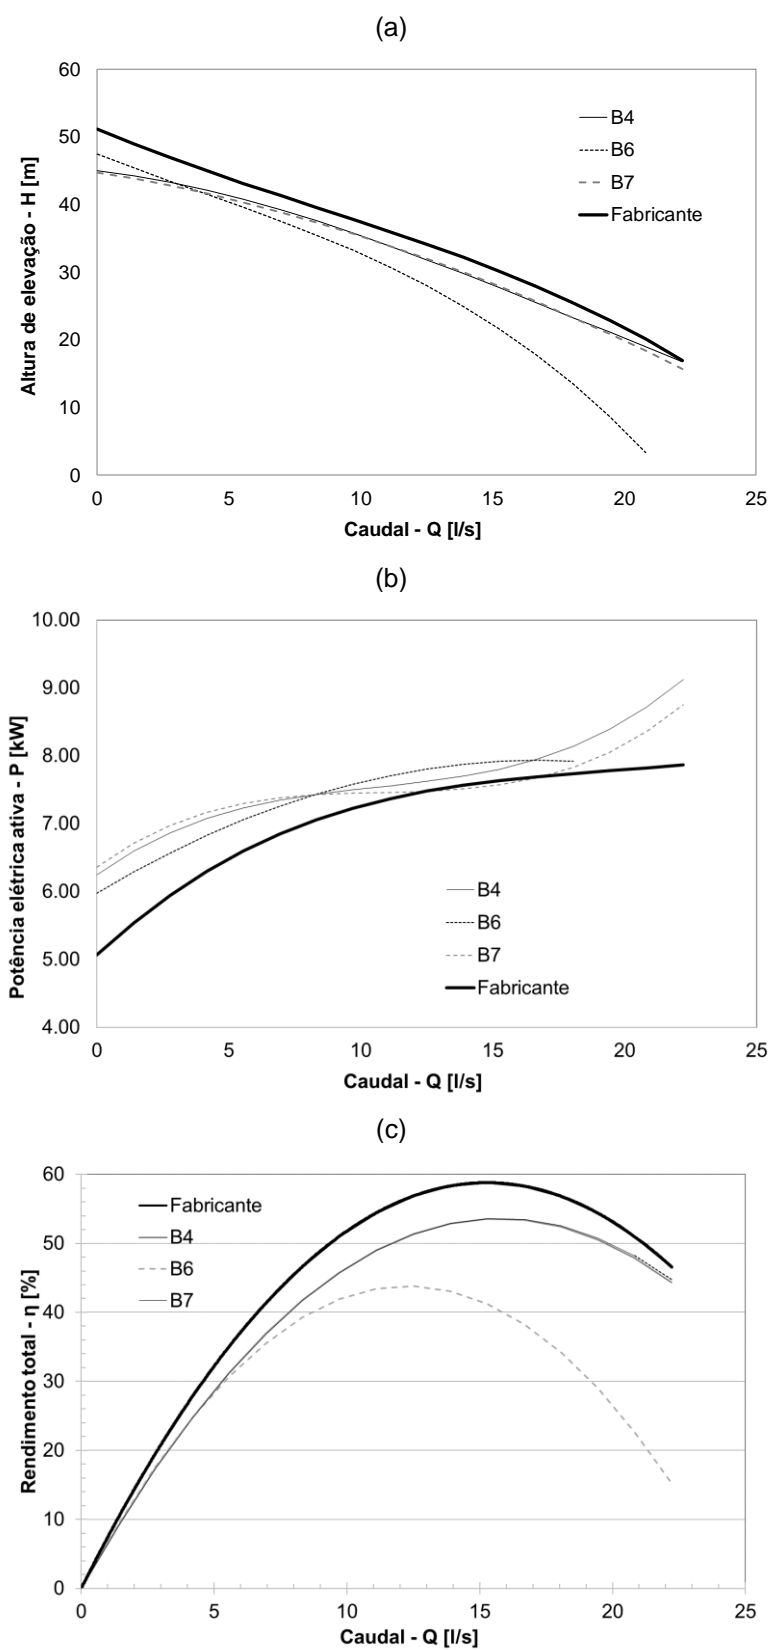 (a)
60
50
40
30
20
10
0
Altura de elevação - H [m]
B4
B6
B7
Fabricante
0 5 10 15 20 25
Caudal - Q [l/s]
(b)
10.00
9.00
8.00
7.00
6.00
5.00
4.00
Potência elétrica ativa - P [kW]
B4
B6
B7
Fabricante
0 5 10 15 20 25
Caudal - Q [l/s]
(c)
60
50
40
30
20
10
0
Rendimento total - η [%]
Fabricante
B4
B6
B7
0 5 10 15 20 25
Caudal - Q [l/s]